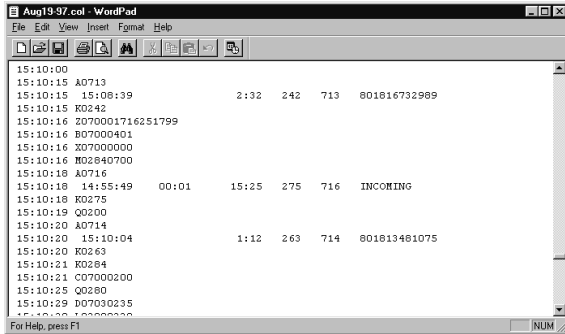 Aug19-97.col - WordPad
File Edit View Insert Format Help
15:10:00
15:10:15 A0713
15:10:15 15:08:39 2:32 242 713 801816732989
15:10:15 K0242
15:10:16 Z070001716251799
15:10:16 B07000401
15:10:16 X07000000
15:10:16 M02840700
15:10:18 A0716
15:10:18 14:55:49 00:01 15:25 275 716 INCOMING
15:10:18 K0275
15:10:19 Q0200
15:10:20 A0714
15:10:20 15:10:04 1:12 263 714 801813481075
15:10:20 K0263
15:10:21 K0284
15:10:21 C07000200
15:10:25 Q0280
15:10:29 D07030235
For Help, press F1 NUM